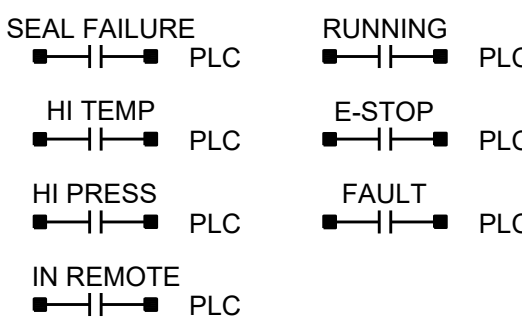 SEAL FAILURE
PLC
RUNNING
PLC
HI TEMP
PLC
E-STOP
PLC
HI PRESS
PLC
FAULT
PLC
IN REMOTE
PLC